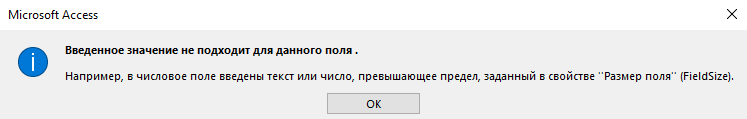 Microsoft Access
Введенное значение не подходит для данного поля .
Например, в числовое поле введены текст или число, превышающее предел, заданный в свойстве "Размер поля" (FieldSize).
OK